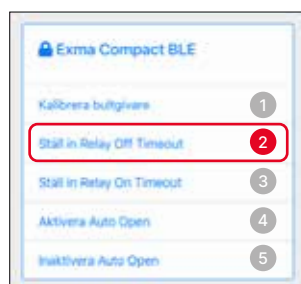 Exma Compact BLE
Kalibrera bultgivare 1
Ställ in Relay Off Timeout 2
Ställ in Relay On Timeout 3
Aktivera Auto Open 4
Inaktivera Auto Open 5